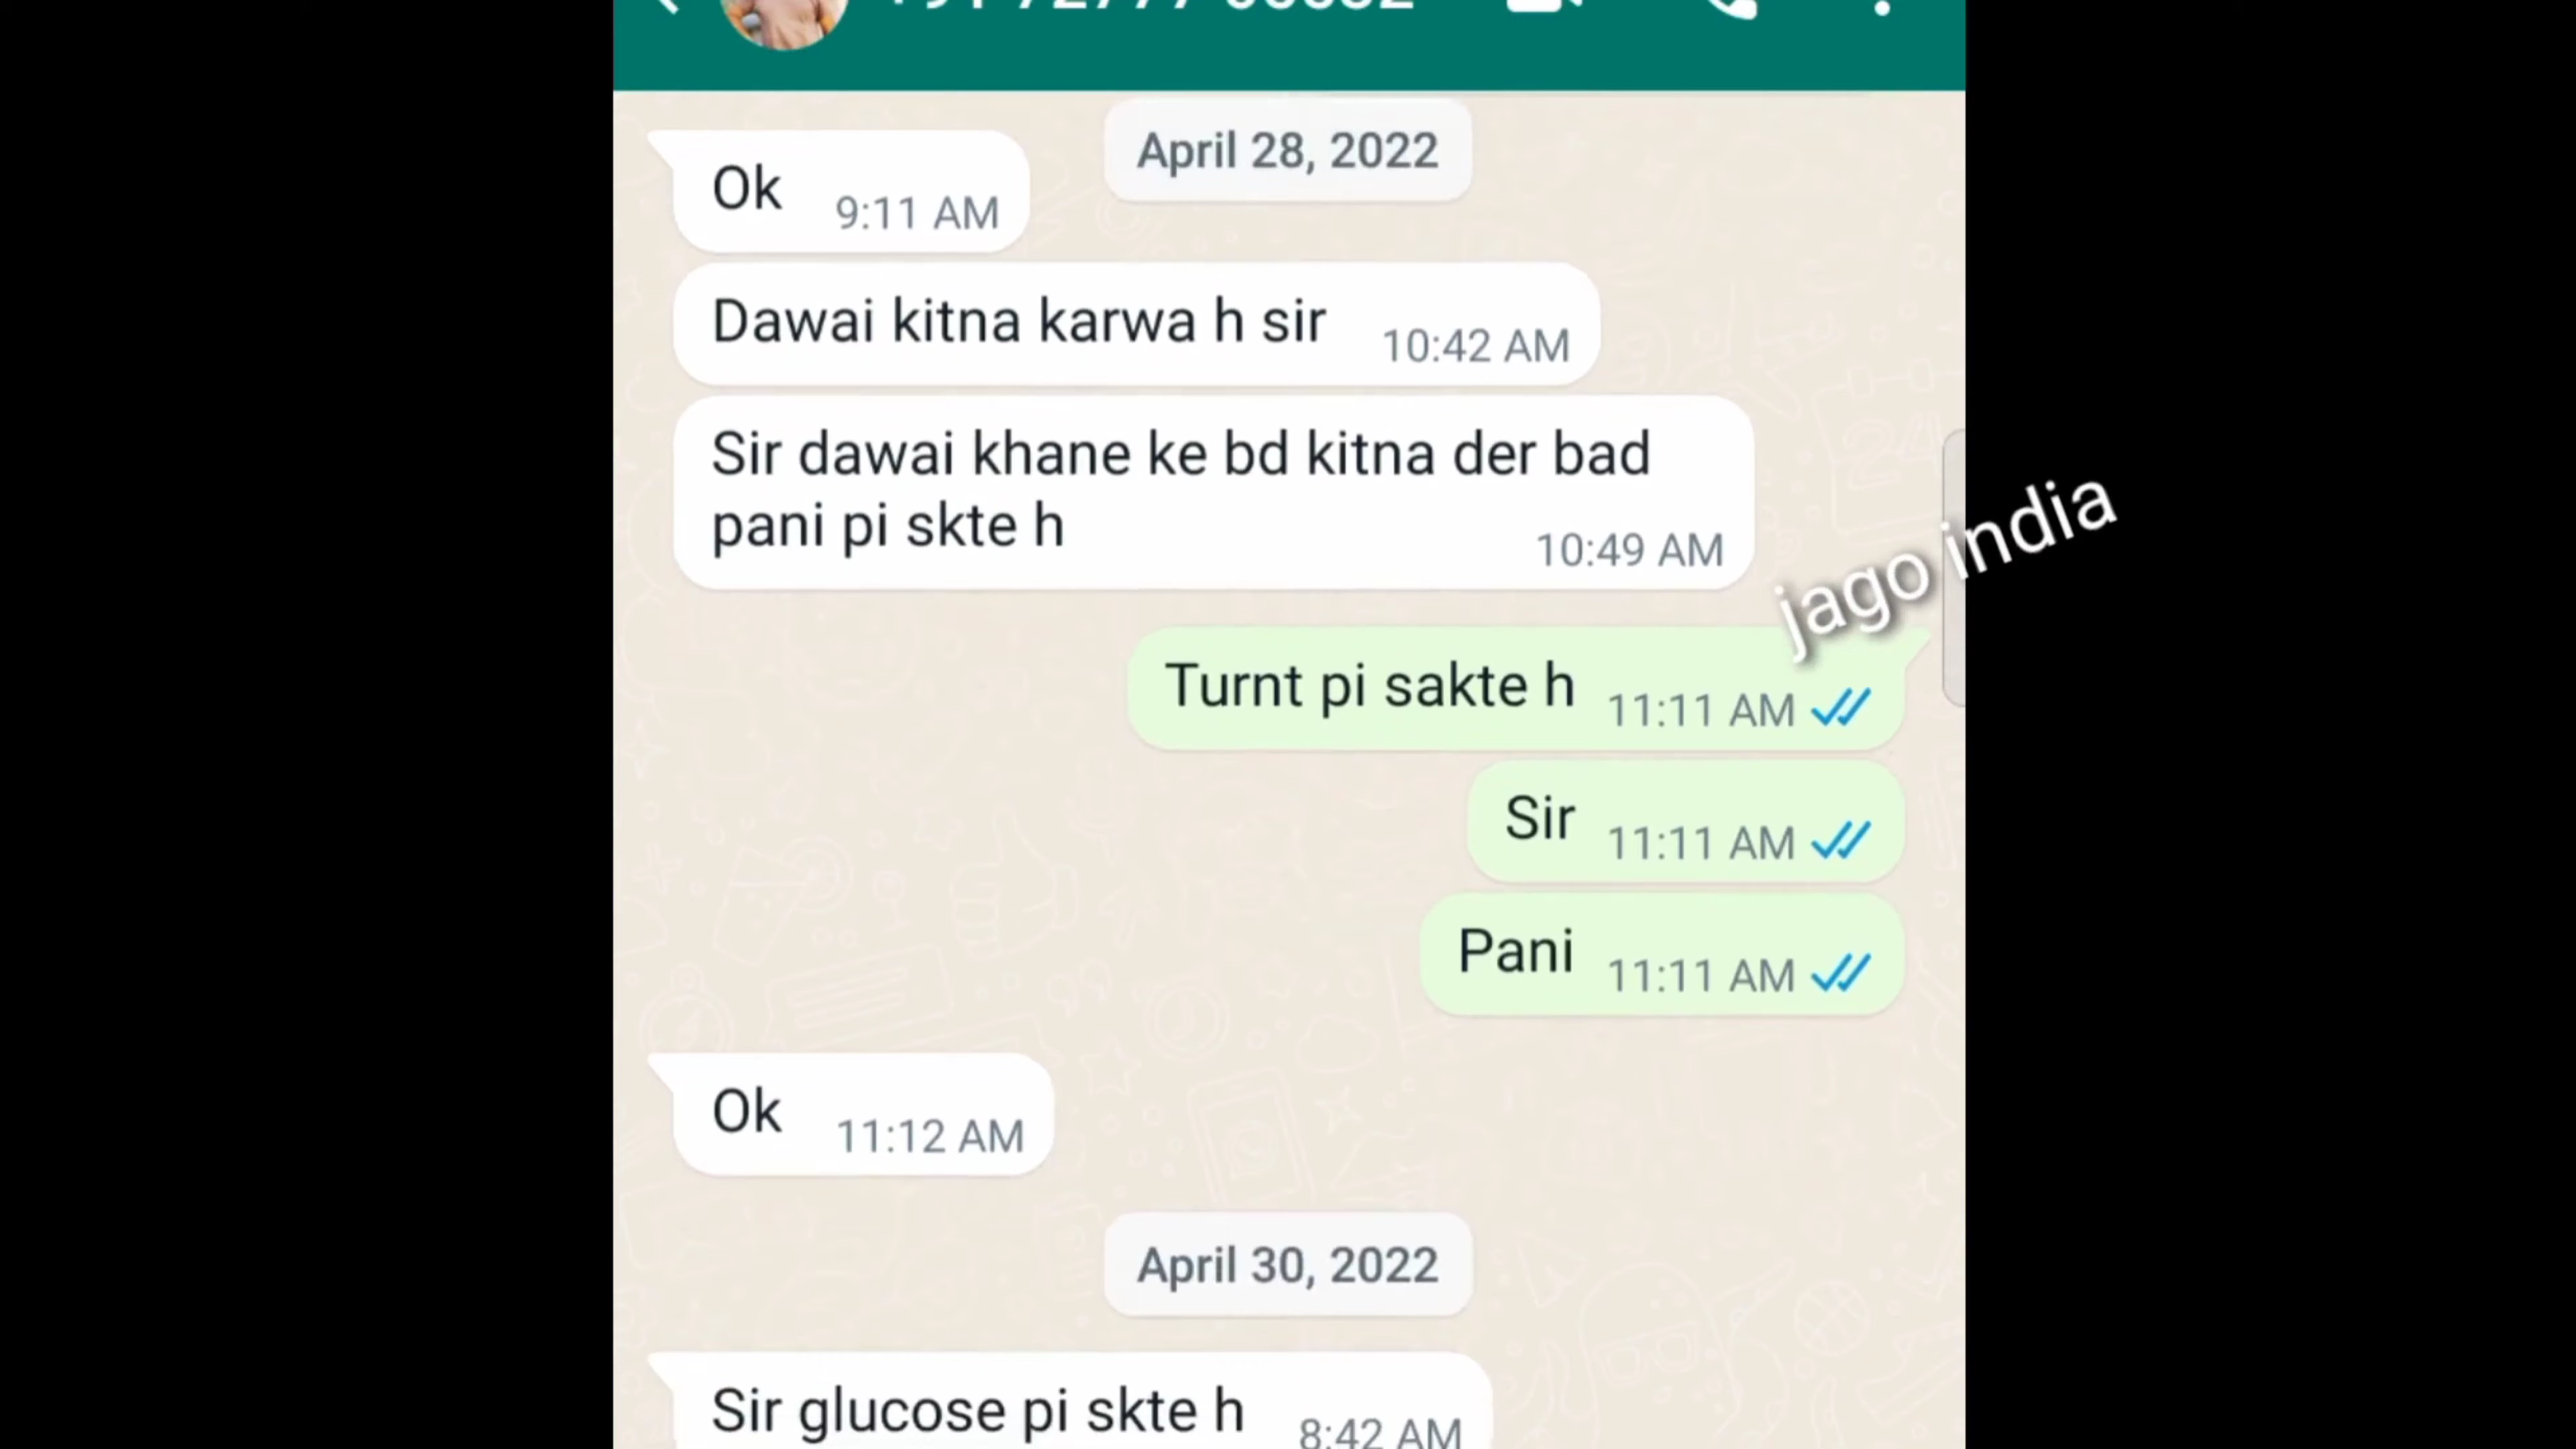 April 28, 2022
Ok 9:11 AM
Dawai kitna karwa h sir 10:42 AM
Sir dawai khane ke bd kitna der bad
pani pi skte h 10:49 AM
jago india
Turnt pi sakte h 11:11 AM
Sir 11:11 AM
Pani 11:11 AM
Ok 11:12 AM
April 30, 2022
Sir glucose pi skte h 8:42 AM